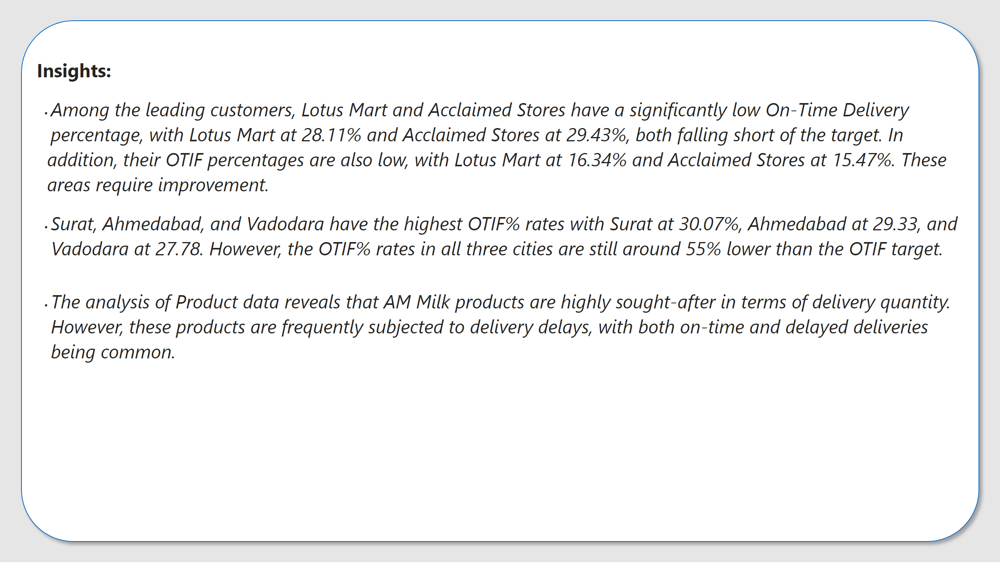 Insights:
· Among the leading customers, Lotus Mart and Acclaimed Stores have a significantly low On-Time Delivery
percentage, with Lotus Mart at 28.11% and Acclaimed Stores at 29.43%, both falling short of the target. In
addition, their OTIF percentages are also low, with Lotus Mart at 16.34% and Acclaimed Stores at 15.47%. These
areas require improvement.
· Surat, Ahmedabad, and Vadodara have the highest OTIF% rates with Surat at 30.07%, Ahmedabad at 29.33, and
Vadodara at 27.78. However, the OTIF% rates in all three cities are still around 55% lower than the OTIF target.
· The analysis of Product data reveals that AM Milk products are highly sought-after in terms of delivery quantity.
However, these products are frequently subjected to delivery delays, with both on-time and delayed deliveries
being common.